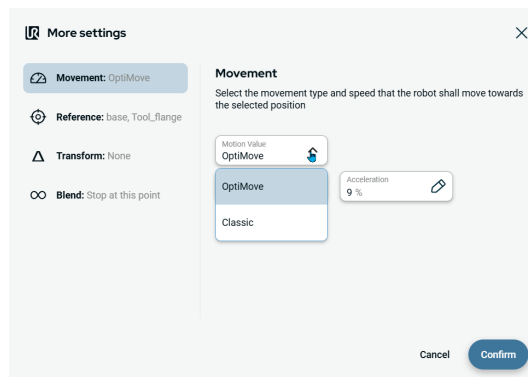 UR More settings
Movement: OptiMove
Reference: base, Tool_flange
Transform: None
Blend: Stop at this point
Movement
Select the movement type and speed that the robot shall move towards
the selected position
Motion Value
OptiMove
OptiMove
Classic
Acceleration
9 %
Cancel Confirm